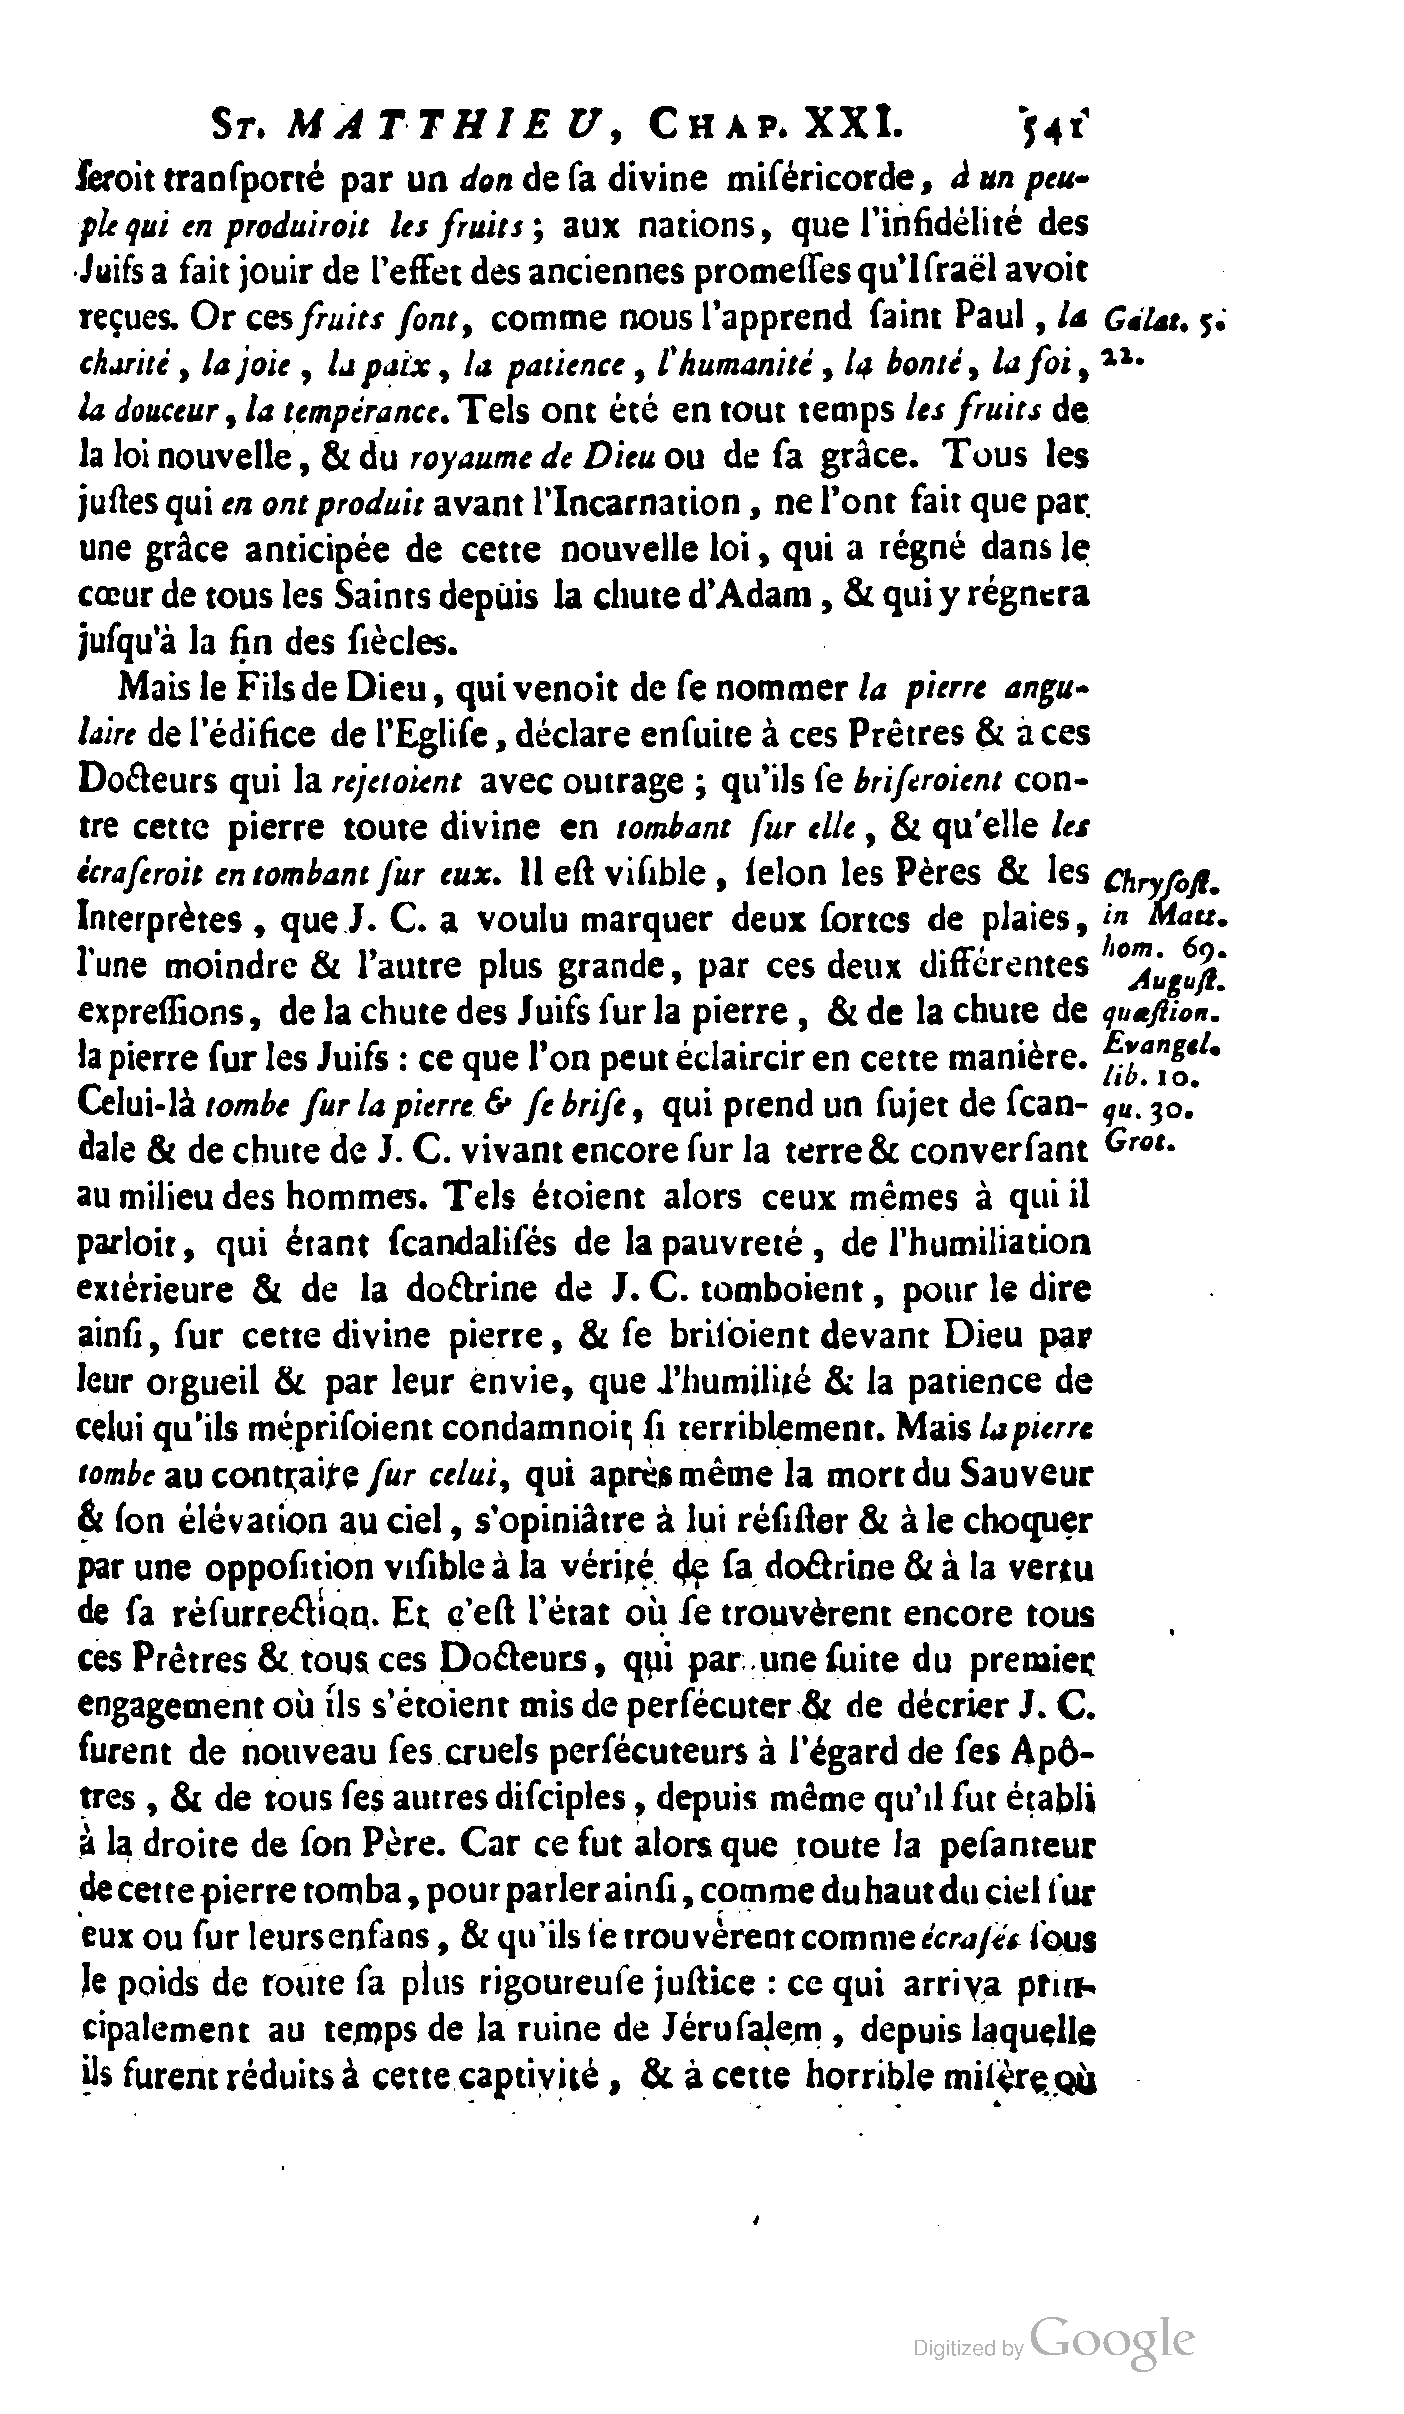 St. MATTHIEU, CHAP. XXI. 541
ſeroit tranſporté par un don de ſa divine miſéricorde, à un peu-
ple qui en produiroit les fruits; aux nations, que l'infidélité des
Juifs a fait jouir de l'effet des anciennes promeſſes qu'Iſraël avoit
reçues. Or ces fruits ſont, comme nous l'apprend ſaint Paul, la
Galat. 5.
charité, la joie, la paix, la patience, l'humanité, la bonté, la foi,
22.
la douceur, la tempérance. Tels ont été en tout temps les fruits de
la loi nouvelle, & du royaume de Dieu ou de ſa grâce. Tous les
juſtes qui en ont produit avant l'Incarnation, ne l'ont fait que par
une grâce anticipée de cette nouvelle loi, qui a régné dans le
cœur de tous les Saints depuis la chute d'Adam, & qui y régnera
juſqu'à la fin des ſiècles.
Mais le Fils de Dieu, qui venoit de ſe nommer la pierre angu-
laire de l'édifice de l'Egliſe, déclare enſuite à ces Prêtres & à ces
Docteurs qui la rejetoient avec outrage; qu'ils ſe briſeroient con-
tre cette pierre toute divine en tombant ſur elle, & qu'elle les
écraſeroit en tombant ſur eux. Il eſt viſible, ſelon les Pères & les
Interprètes, que J. C. a voulu marquer deux ſortes de plaies,
l'une moindre & l'autre plus grande, par ces deux différentes
expreſſions, de la chute des Juifs ſur la pierre, & de la chute de
la pierre ſur les Juifs : ce que l'on peut éclaircir en cette manière.
Celui-là tombe ſur la pierre & ſe briſe, qui prend un ſujet de ſcan-
dale & de chute de J. C. vivant encore ſur la terre & converſant
Chryſoſt.
in Matt.
hom. 69.
Auguſt.
quæſtion.
Evangel.
lib. 10.
qu. 30.
Grot.
au milieu des hommes. Tels étoient alors ceux mêmes à qui il
parloit, qui étant ſcandaliſés de la pauvreté, de l'humiliation
extérieure & de la doctrine de J. C. tomboient, pour le dire
ainſi, ſur cette divine pierre, & ſe briſoient devant Dieu par
leur orgueil & par leur envie, que l'humilité & la patience de
celui qu'ils mépriſoient condamnoit ſi terriblement. Mais la pierre
tombe au contraire ſur celui, qui après même la mort du Sauveur
& ſon élévation au ciel, s'opiniâtre à lui réſiſter & à le choquer
par une oppoſition viſible à la vérité de ſa doctrine & à la vertu
de ſa réſurrection. Et c'eſt l'état où ſe trouvèrent encore tous
ces Prêtres & tous ces Docteurs, qui par une ſuite du premier
engagement où ils s'étoient mis de perſécuter & de décrier J. C.
furent de nouveau ſes cruels perſécuteurs à l'égard de ſes Apô-
tres, & de tous ſes autres diſciples, depuis même qu'il fut établi
à la droite de ſon Père. Car ce fut alors que toute la peſanteur
de cette pierre tomba, pour parler ainſi, comme du haut du ciel ſur
eux ou ſur leurs enfans, & qu'ils ſe trouvèrent comme écraſés ſous
le poids de toute ſa plus rigoureuſe juſtice : ce qui arriva prin-
cipalement au temps de la ruine de Jéruſalem, depuis laquelle
ils furent réduits à cette captivité, & à cette horrible miſère où
Digitized by Google